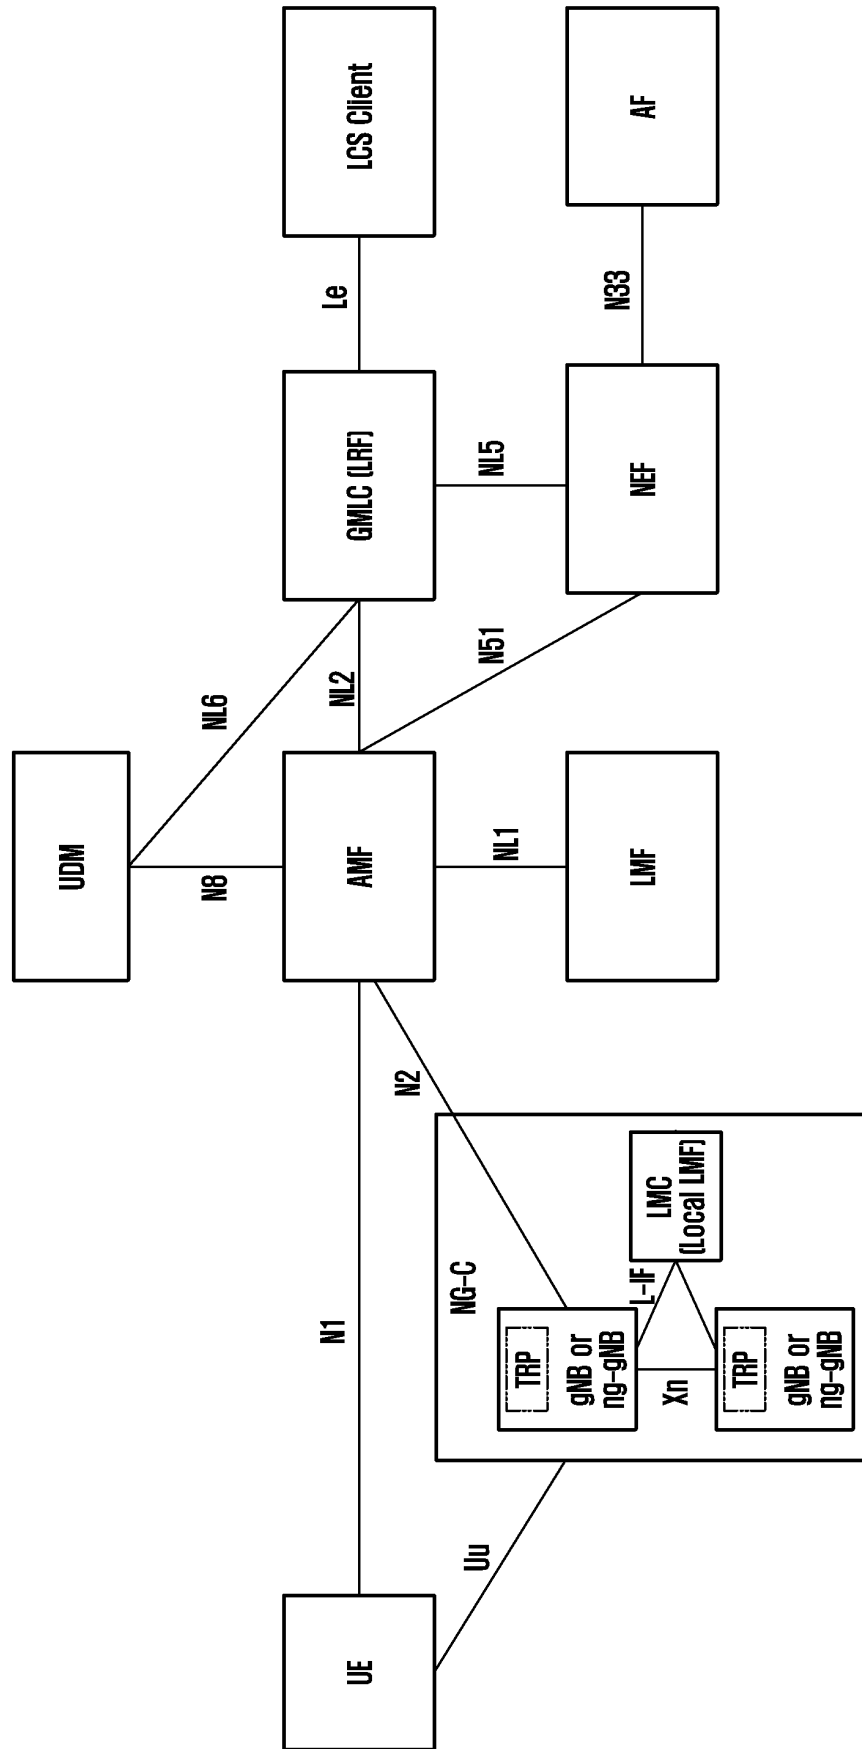 UDM
NL6
N8
UE
N1
AMF
NL2
GMLC (LRF)
Le
LCS Client
Uu
N2
NL1
N51
NL5
NG-C
TRP
gNB or
ng-gNB
L-IF
Xn
LMC
(Local LMF)
TRP
gNB or
ng-gNB
LMF
NEF
N33
AF